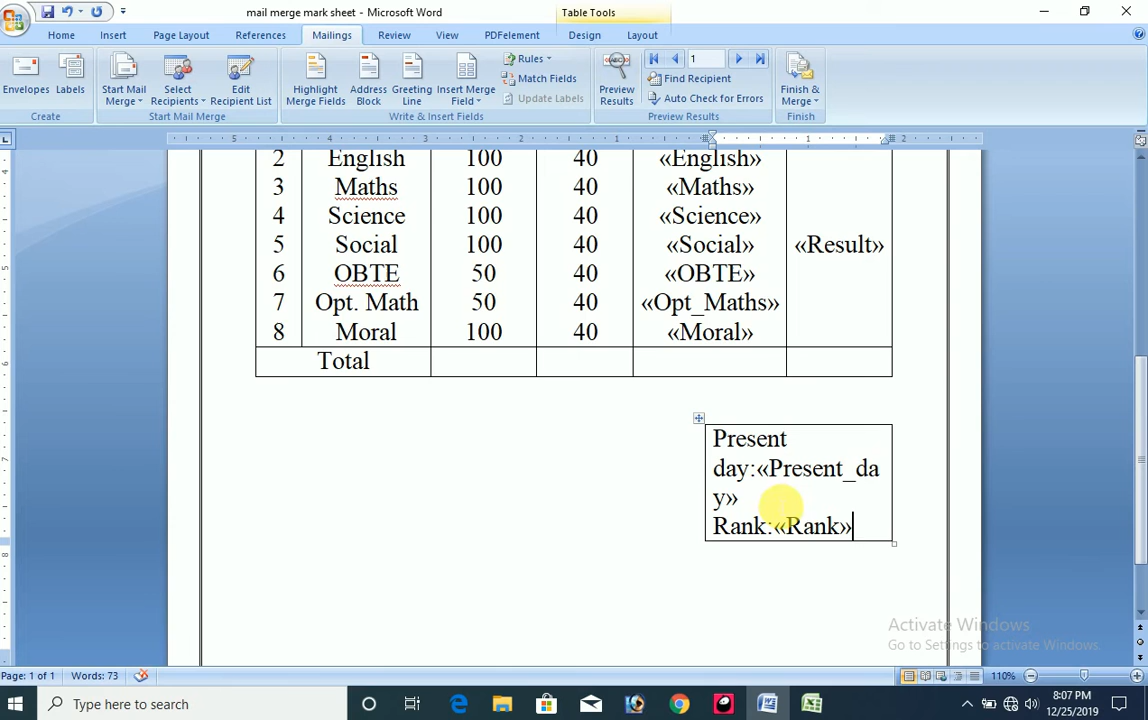 mail merge mark sheet - Microsoft Word
Table Tools
Home Insert Page Layout References Mailings Review View PDFelement Design Layout
Envelopes Labels
Create
Start Mail Merge Select Recipients Edit Recipient List
Start Mail Merge
Highlight Merge Fields Address Block Greeting Line Insert Merge Field
Rules
Match Fields
Update Labels
Write & Insert Fields
Preview Results
1
Find Recipient
Auto Check for Errors
Preview Results
Finish & Merge
Finish
5 4 3 2 1 1 2
2 English 100 40 «English»
3 Maths 100 40 «Maths»
4 Science 100 40 «Science»
5 Social 100 40 «Social» «Result»
6 OBTE 50 40 «OBTE»
7 Opt. Math 50 40 «Opt_Maths»
8 Moral 100 40 «Moral»
Total
Present
day:«Present_da
y»
Rank:«Rank»
Activate Windows
Go to Settings to activate Windows.
Page: 1 of 1 Words: 73 110%
Type here to search
8:07 PM
12/25/2019